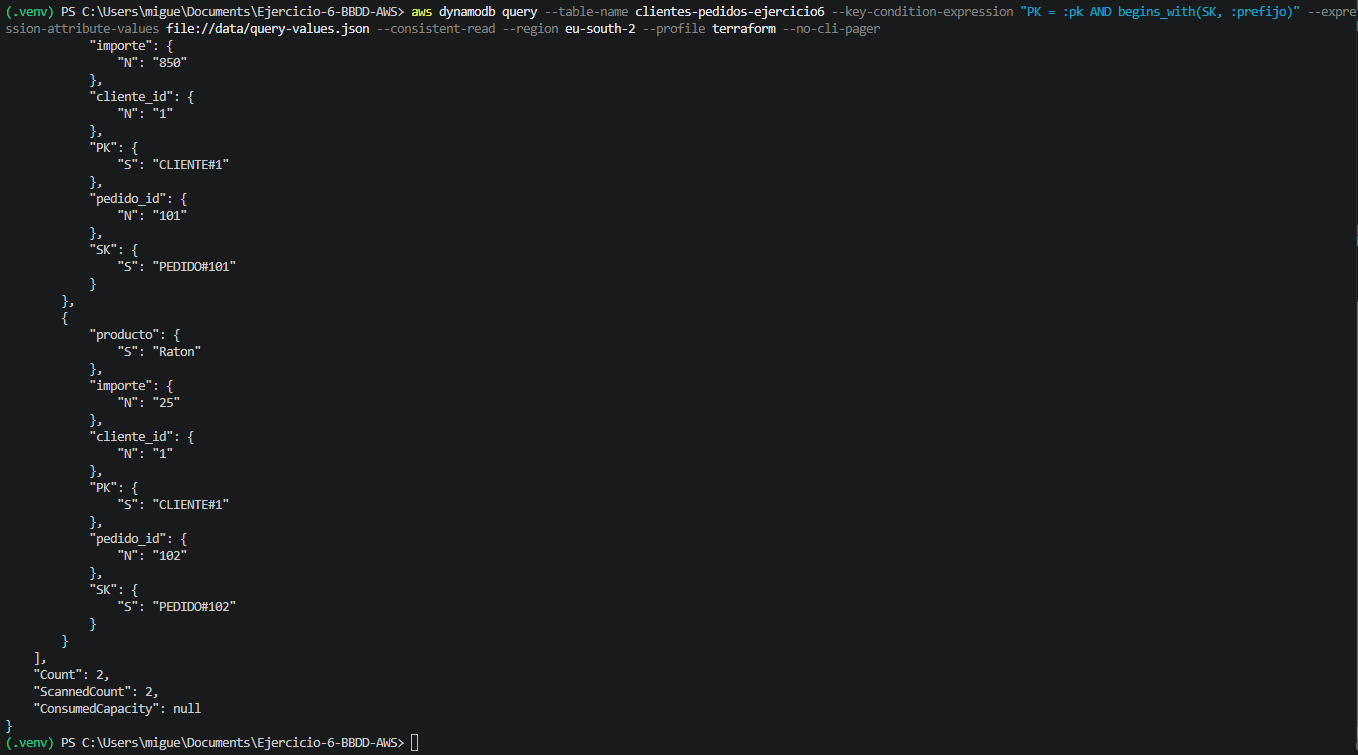 (.venv) PS C:\Users\migue\Documents\Ejercicio-6-BBDD-AWS> aws dynamodb query --table-name clientes-pedidos-ejercicio6 --key-condition-expression "PK = :pk AND begins_with(SK, :prefijo)" --expre
ssion-attribute-values file://data/query-values.json --consistent-read --region eu-south-2 --profile terraform --no-cli-pager
            "importe": {
                "N": "850"
            },
            "cliente_id": {
                "N": "1"
            },
            "PK": {
                "S": "CLIENTE#1"
            },
            "pedido_id": {
                "N": "101"
            },
            "SK": {
                "S": "PEDIDO#101"
            }
        },
        {
            "producto": {
                "S": "Raton"
            },
            "importe": {
                "N": "25"
            },
            "cliente_id": {
                "N": "1"
            },
            "PK": {
                "S": "CLIENTE#1"
            },
            "pedido_id": {
                "N": "102"
            },
            "SK": {
                "S": "PEDIDO#102"
            }
        }
    ],
    "Count": 2,
    "ScannedCount": 2,
    "ConsumedCapacity": null
}
(.venv) PS C:\Users\migue\Documents\Ejercicio-6-BBDD-AWS>